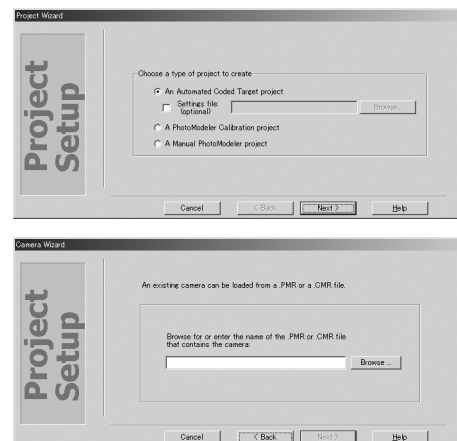 Project Wizard
Project
Setup
Choose a type of project to create
An Automated Coded Target project
Settings file:
(optional)
Browse...
A PhotoModeler Calibration project
A Manual PhotoModeler project
Cancel
< Back
Next >
Help
Camera Wizard
Project
Setup
An existing camera can be loaded from a .PMR or a .CMR file.
Browse for or enter the name of the .PMR or .CMR file
that contains the camera:
Browse ...
Cancel
< Back
Next >
Help